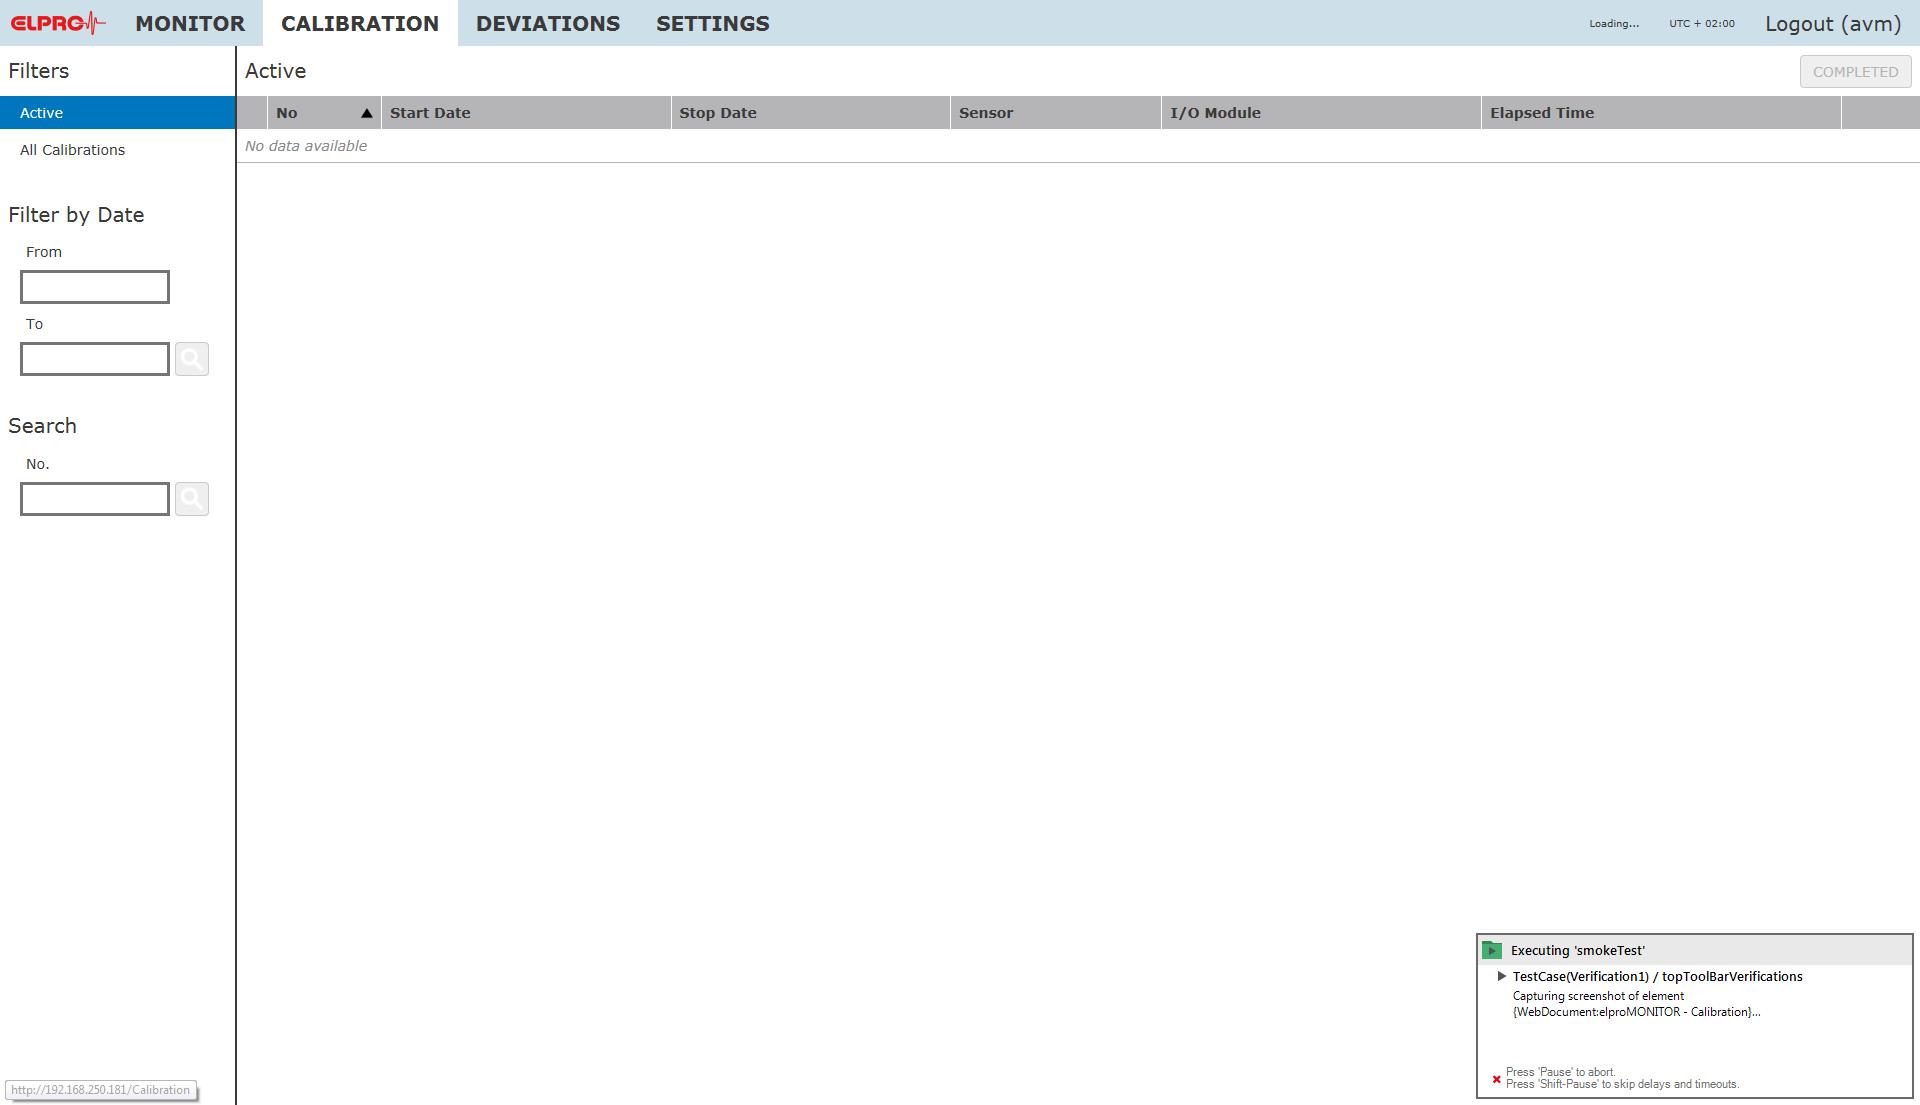 ELPRO MONITOR CALIBRATION DEVIATIONS SETTINGS Loading... UTC + 02:00 Logout (avm)
Filters
Active
All Calibrations
Filter by Date
From
To
Search
No.
Active COMPLETED
No ▲ Start Date Stop Date Sensor I/O Module Elapsed Time
No data available
Executing 'smokeTest'
TestCase(Verification1) / topToolBarVerifications
Capturing screenshot of element
{WebDocument:elproMONITOR - Calibration}...
Press 'Pause' to abort.
Press 'Shift-Pause' to skip delays and timeouts.
http://192.168.250.181/Calibration